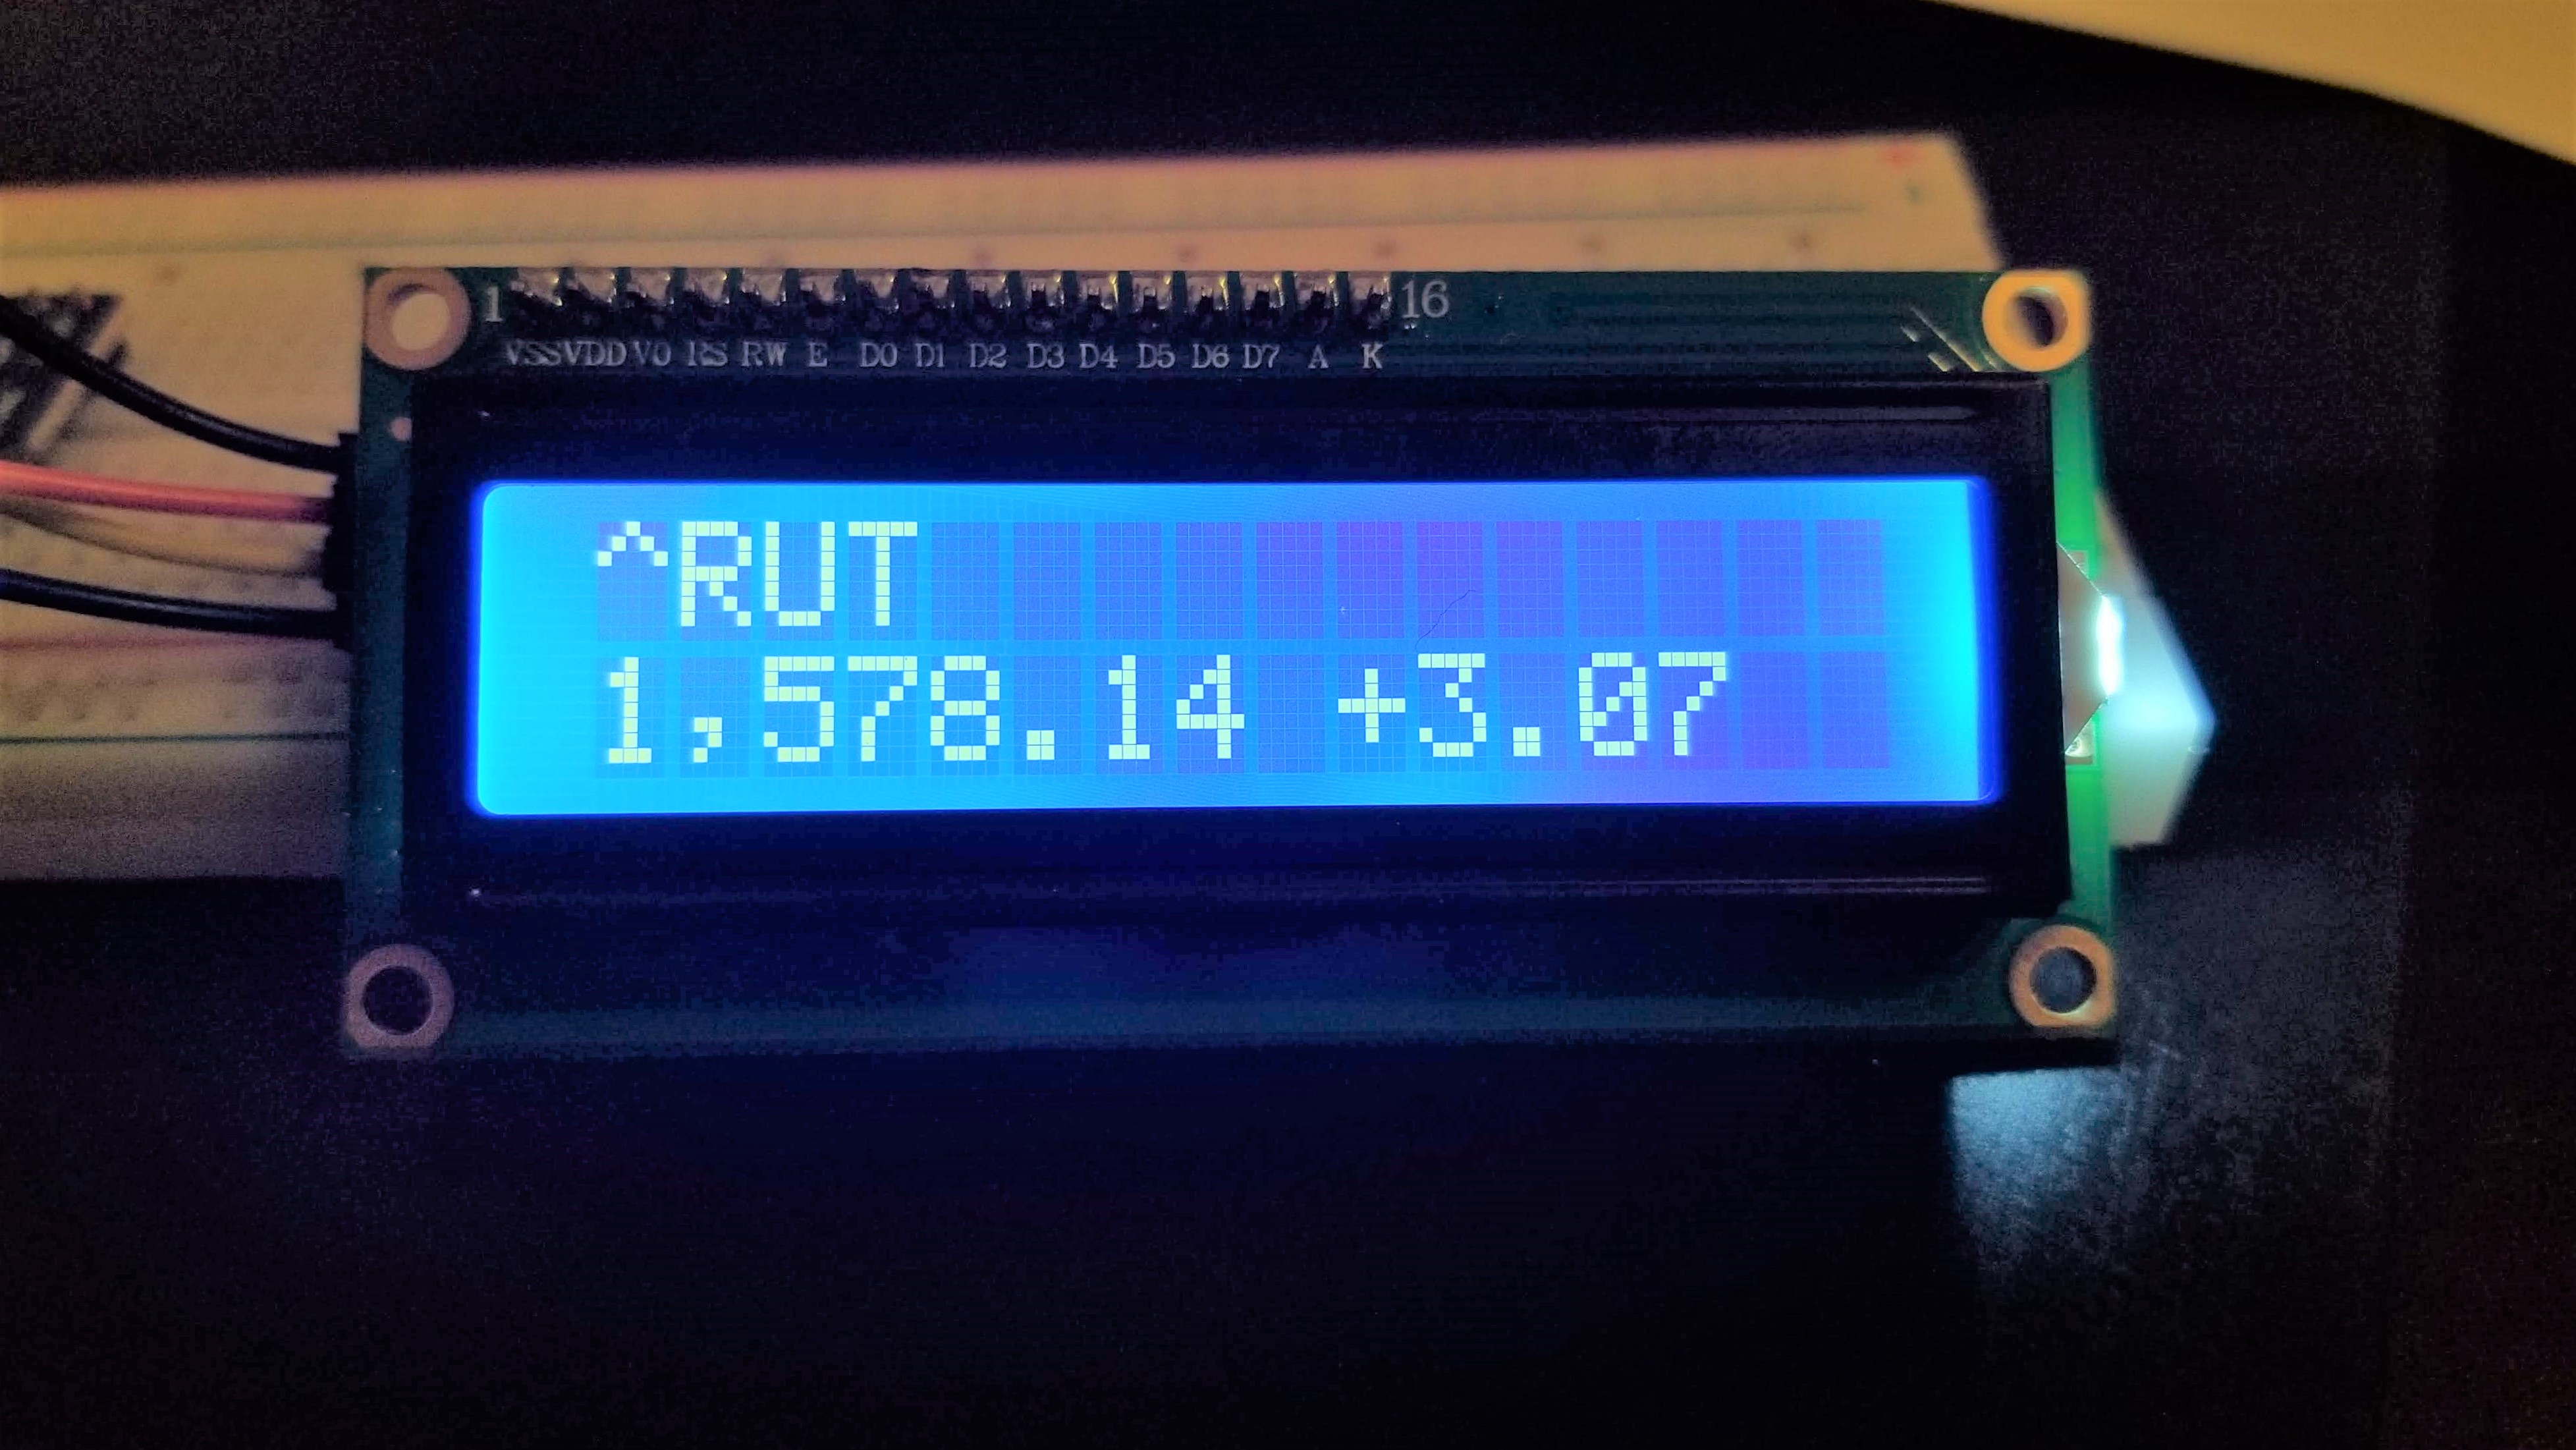 1 16
VSS VDD V0 RS RW E D0 D1 D2 D3 D4 D5 D6 D7 A K
^RUT
1,578.14 +3.07